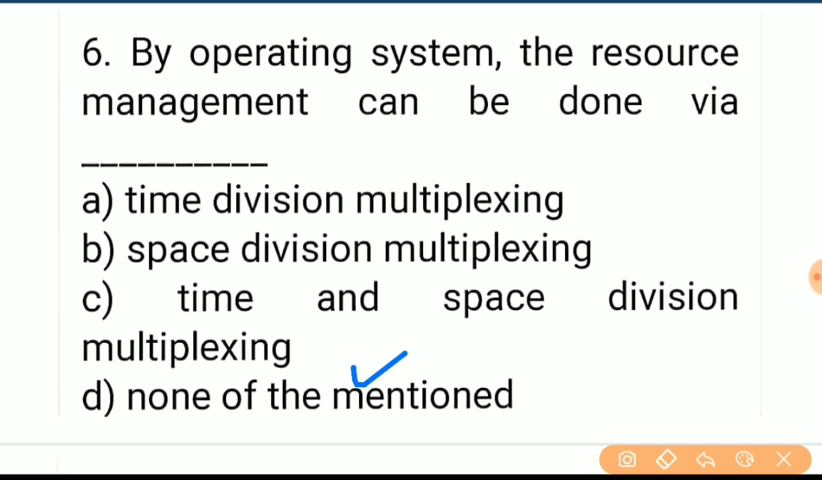 6. By operating system, the resource
management can be done via
__________
a) time division multiplexing
b) space division multiplexing
c) time and space division
multiplexing
d) none of the mentioned